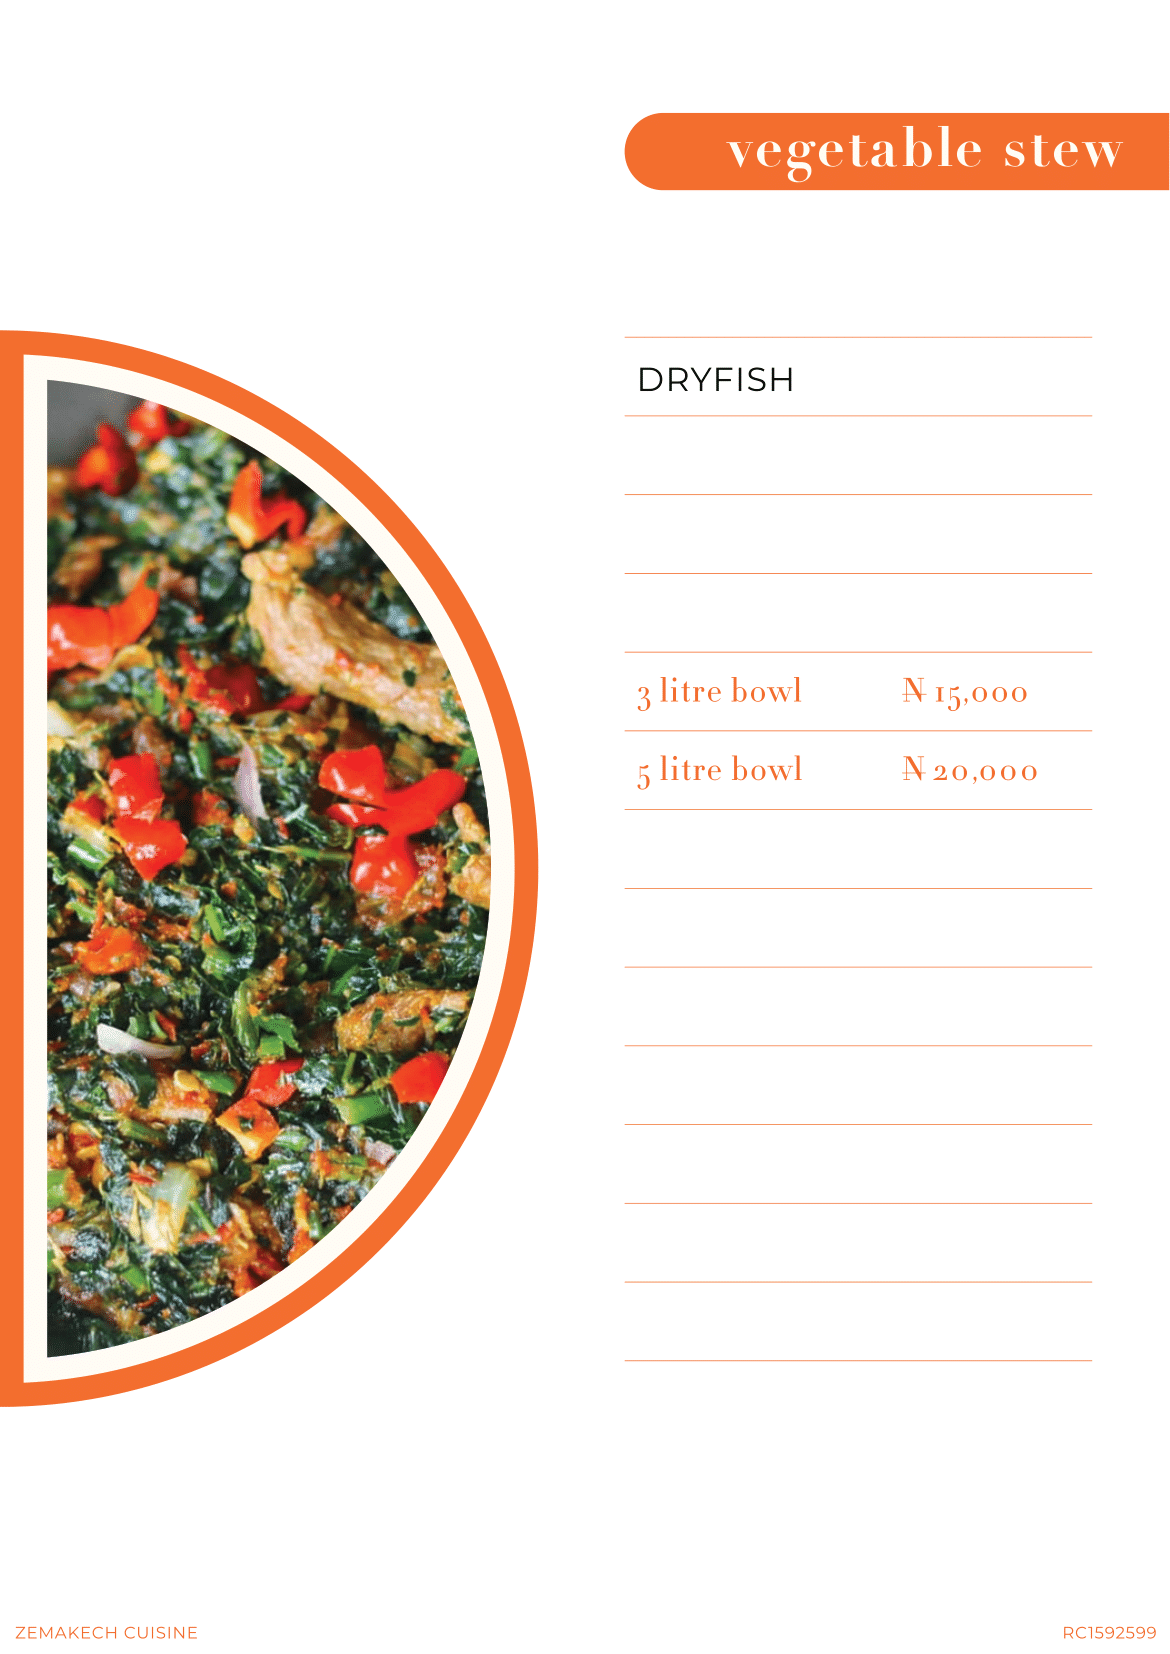 vegetable stew
DRYFISH
3 litre bowl ₦ 15,000
5 litre bowl ₦ 20,000
ZEMAKECH CUISINE
RC1592599